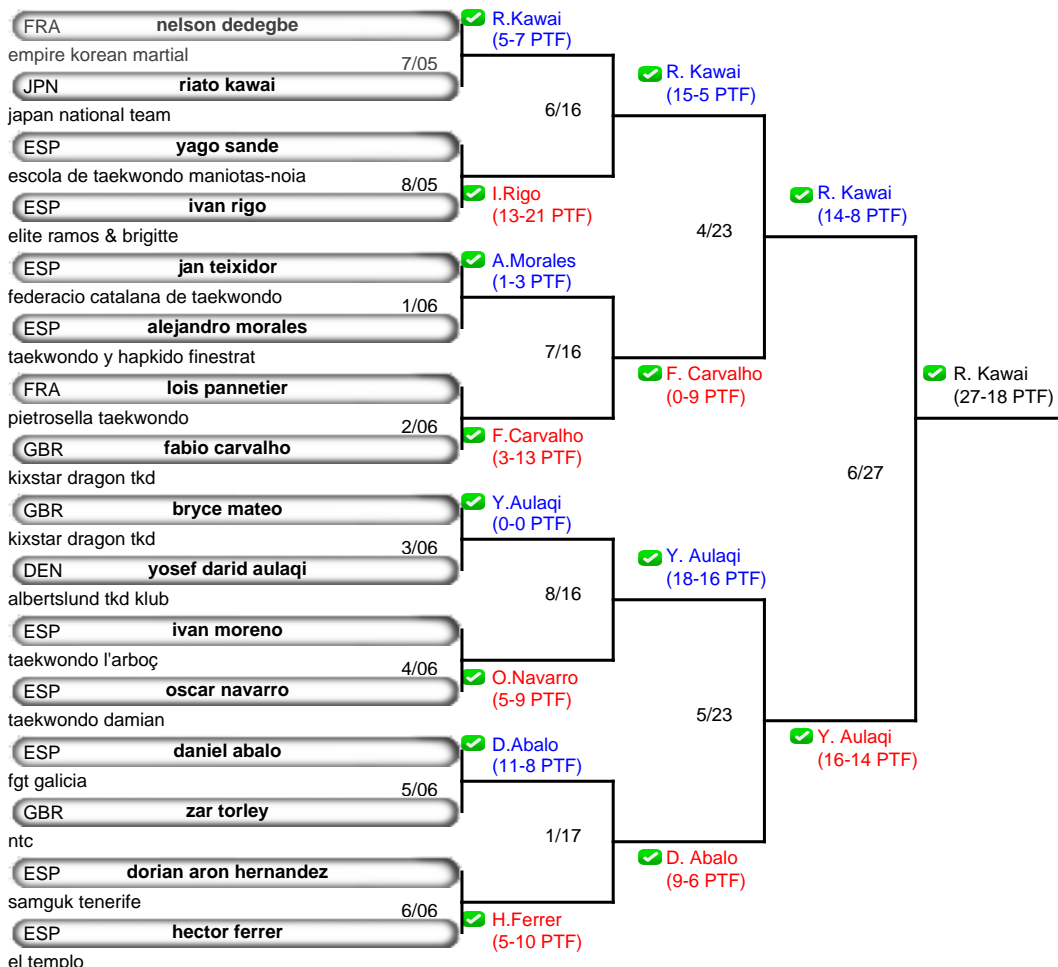 FRA nelson dedegbe
empire korean martial
7/05
JPN riato kawai
japan national team
ESP yago sande
escola de taekwondo maniotas-noia
8/05
ESP ivan rigo
elite ramos & brigitte
ESP jan teixidor
federacio catalana de taekwondo
1/06
ESP alejandro morales
taekwondo y hapkido finestrat
FRA lois pannetier
pietrosella taekwondo
2/06
GBR fabio carvalho
kixstar dragon tkd
GBR bryce mateo
kixstar dragon tkd
3/06
DEN yosef darid aulaqi
albertslund tkd klub
ESP ivan moreno
taekwondo l'arboç
4/06
ESP oscar navarro
taekwondo damian
ESP daniel abalo
fgt galicia
5/06
GBR zar torley
ntc
ESP dorian aron hernandez
samguk tenerife
6/06
ESP hector ferrer
el templo
R.Kawai
(5-7 PTF)
6/16
I.Rigo
(13-21 PTF)
A.Morales
(1-3 PTF)
7/16
F.Carvalho
(3-13 PTF)
Y.Aulaqi
(0-0 PTF)
8/16
O.Navarro
(5-9 PTF)
D.Abalo
(11-8 PTF)
1/17
H.Ferrer
(5-10 PTF)
R. Kawai
(15-5 PTF)
4/23
F. Carvalho
(0-9 PTF)
Y. Aulaqi
(18-16 PTF)
5/23
D. Abalo
(9-6 PTF)
R. Kawai
(14-8 PTF)
6/27
Y. Aulaqi
(16-14 PTF)
R. Kawai
(27-18 PTF)